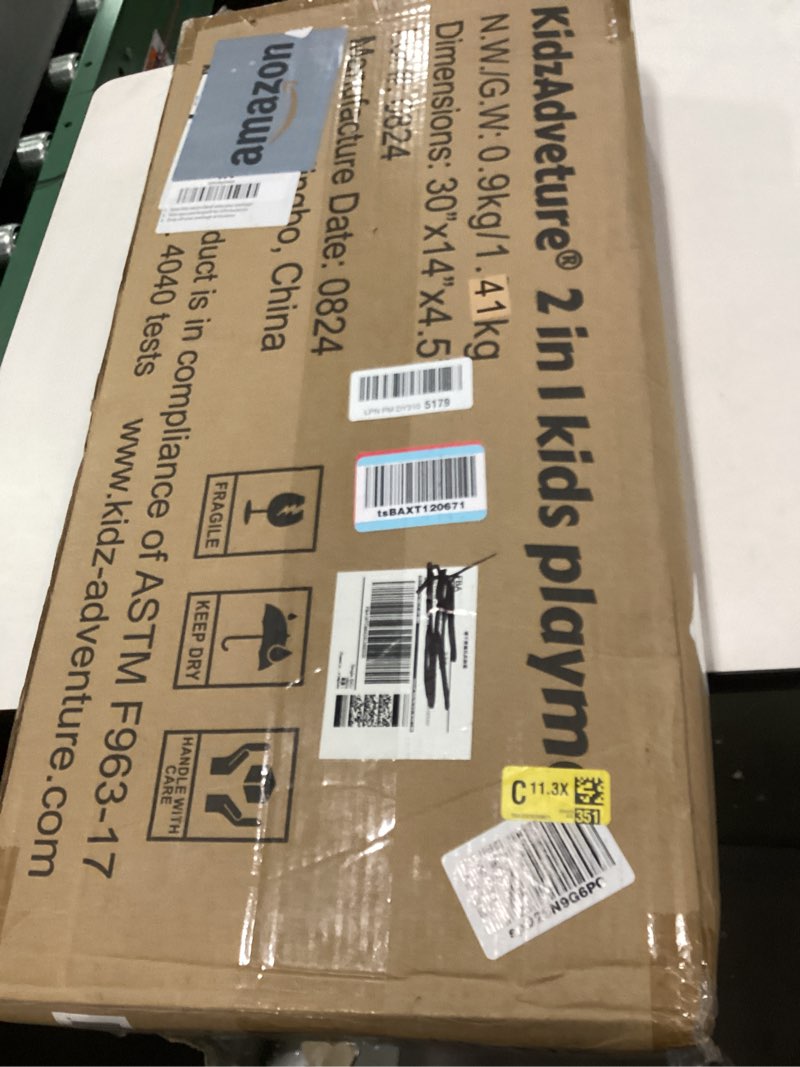 KidzAdveture® 2 in 1 kids playm
N.W./G.W: 0.9kg/1.41kg
Dimensions: 30"x14"x4.5
0824
Manufacture Date: 0824
China
duct is in compliance of ASTM F963-17
4040 tests
www.kidz-adventure.com
amazon
5179
tsBAXT120671
FRAGILE
KEEP DRY
HANDLE WITH
CARE
C 11.3X
351
N9G6P